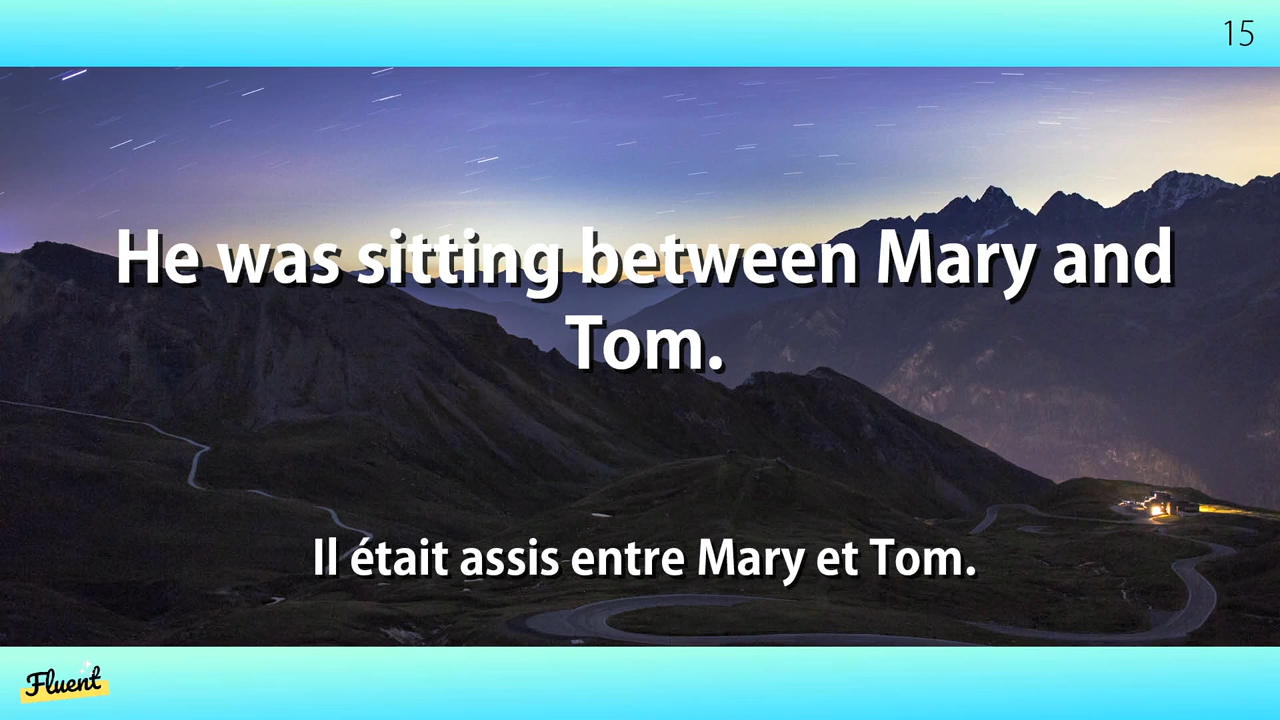 15
He was sitting between Mary and
Tom.
Il était assis entre Mary et Tom.
Fluent